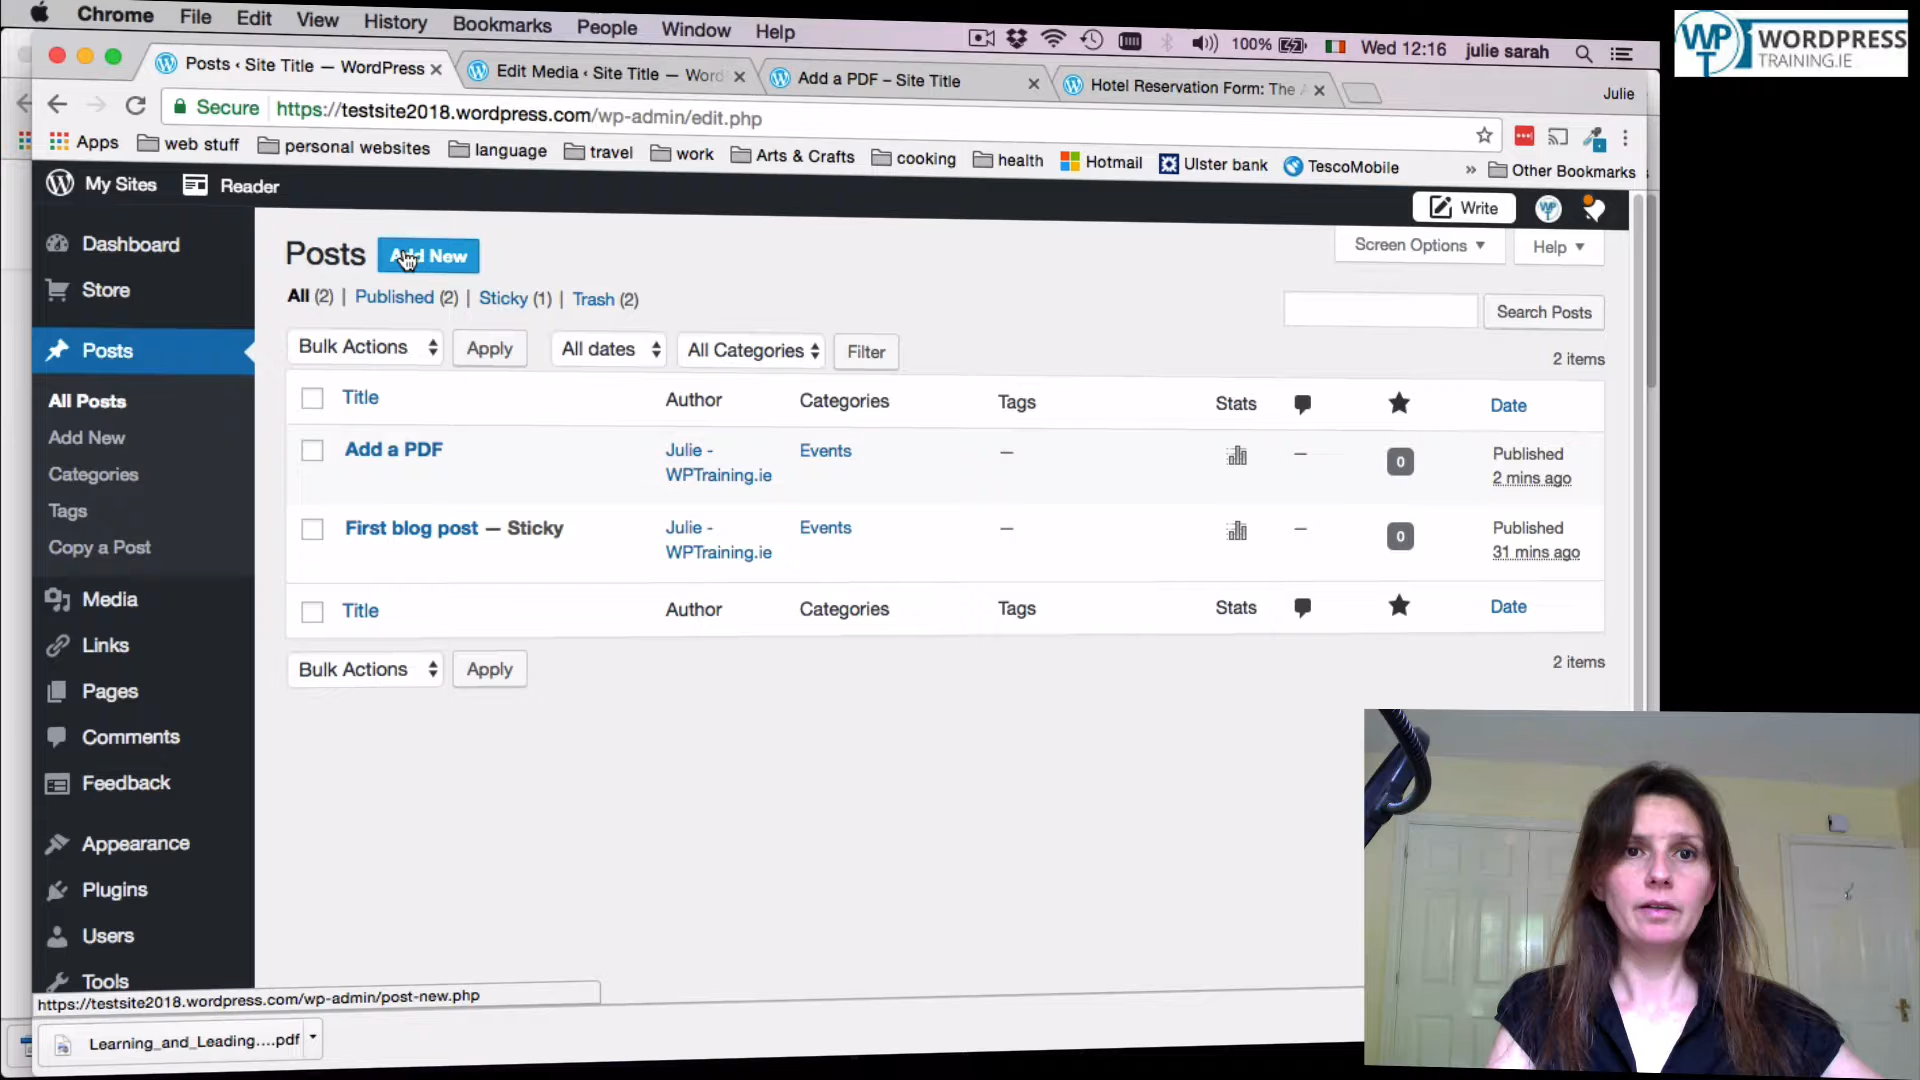 Chrome File Edit View History Bookmarks People Window Help 100% Wed 12:16 julie sarah
WPT WORDPRESS
TRAINING.IE
Posts ‹ Site Title — WordPress Edit Media ‹ Site Title — Word Add a PDF – Site Title Hotel Reservation Form: The A Julie
Secure https://testsite2018.wordpress.com/wp-admin/edit.php
Apps web stuff personal websites language travel work Arts & Crafts cooking health Hotmail Ulster bank TescoMobile » Other Bookmarks
My Sites Reader Write
Dashboard
Store
Posts
All Posts
Add New
Categories
Tags
Copy a Post
Media
Links
Pages
Comments
Feedback
Appearance
Plugins
Users
Tools
Posts Add New Screen Options Help
All (2) | Published (2) | Sticky (1) | Trash (2)
Search Posts
Bulk Actions Apply All dates All Categories Filter 2 items
Title Author Categories Tags Stats Date
Add a PDF Julie - WPTraining.ie Events — — 0 Published 2 mins ago
First blog post — Sticky Julie - WPTraining.ie Events — — 0 Published 31 mins ago
Title Author Categories Tags Stats Date
Bulk Actions Apply 2 items
https://testsite2018.wordpress.com/wp-admin/post-new.php
Learning_and_Leading....pdf